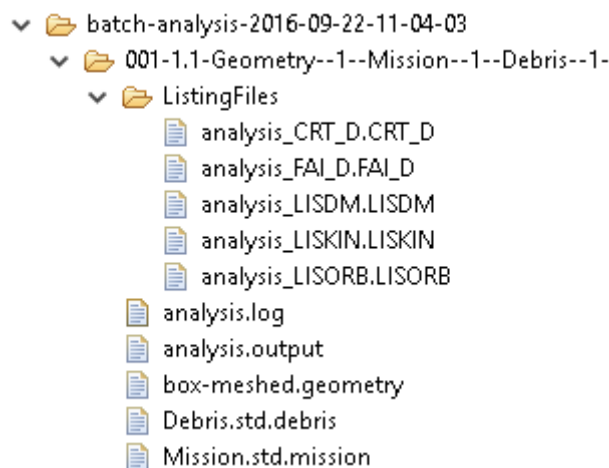 batch-analysis-2016-09-22-11-04-03
001-1.1-Geometry--1--Mission--1--Debris--1-
ListingFiles
analysis_CRT_D.CRT_D
analysis_FAI_D.FAI_D
analysis_LISDM.LISDM
analysis_LISKIN.LISKIN
analysis_LISORB.LISORB
analysis.log
analysis.output
box-meshed.geometry
Debris.std.debris
Mission.std.mission